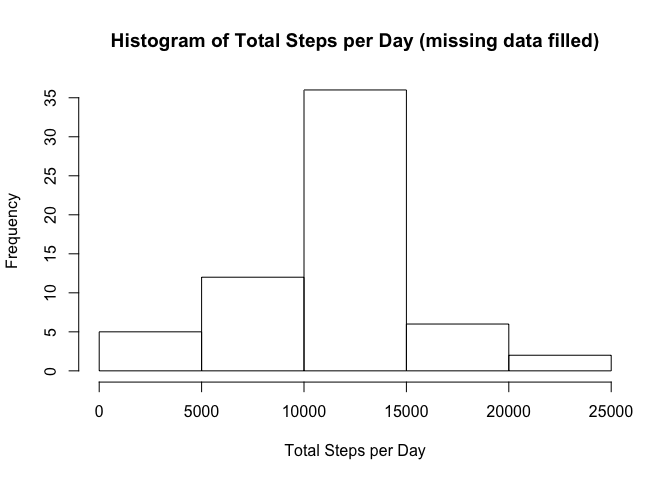 Histogram of Total Steps per Day (missing data filled)
Frequency
35
30
25
20
15
10
5
0
0 5000 10000 15000 20000 25000
Total Steps per Day